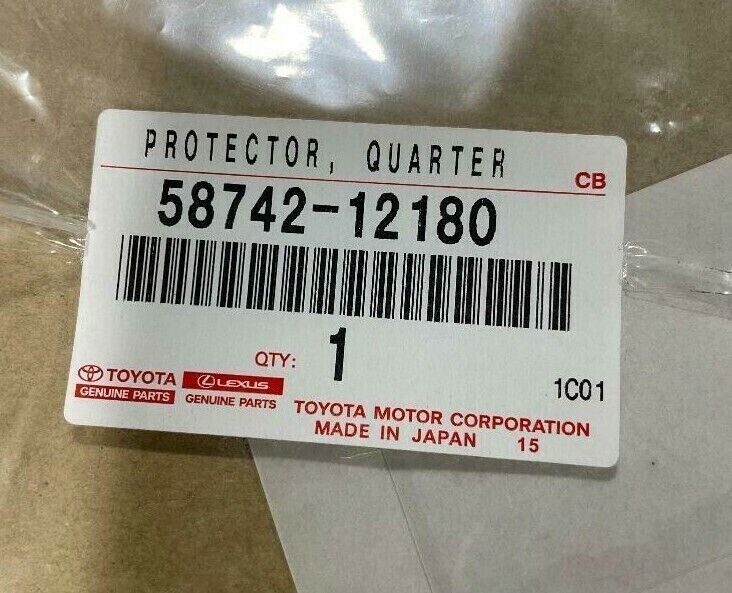 PROTECTOR, QUARTER
CB
58742-12180
QTY: 1
1C01
TOYOTA
GENUINE PARTS
LEXUS
GENUINE PARTS
TOYOTA MOTOR CORPORATION
MADE IN JAPAN 15